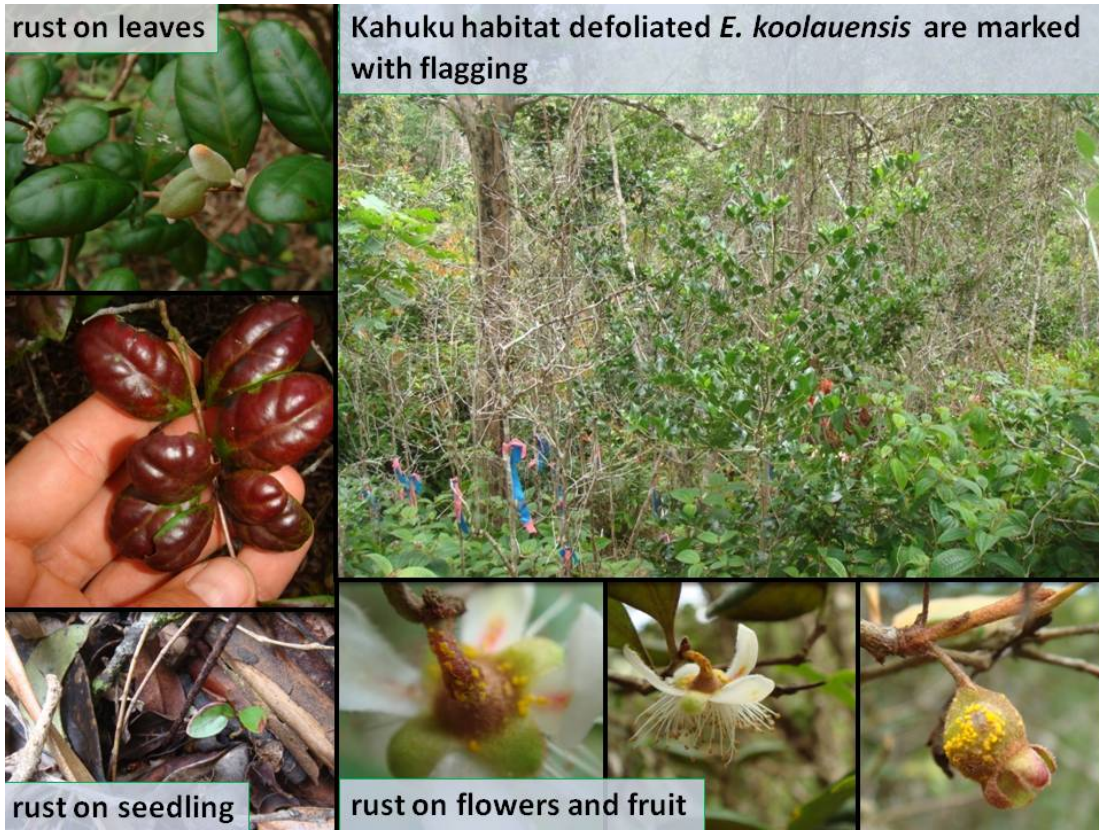 rust on leaves
Kahuku habitat defoliated E. koolauensis are marked
with flagging
rust on seedling
rust on flowers and fruit